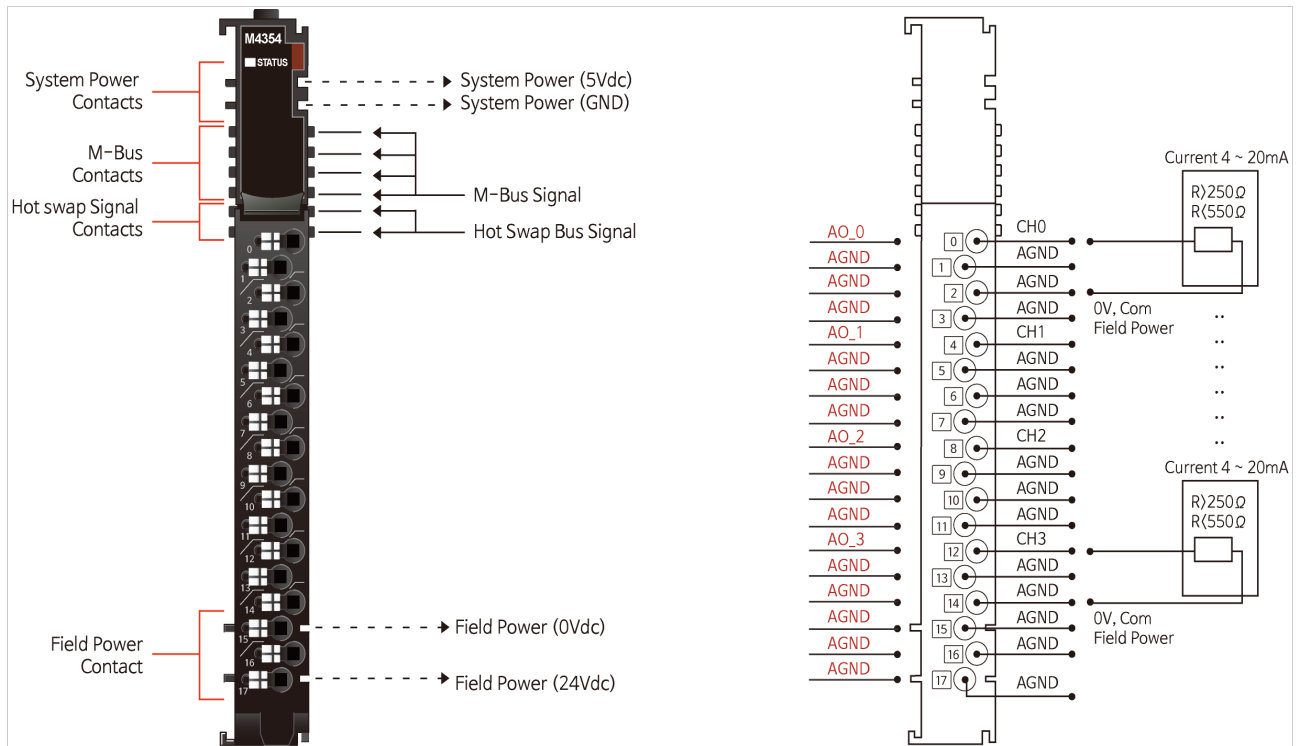 M4354
STATUS
System Power
Contacts
M-Bus
Contacts
Hot swap Signal
Contacts
Field Power
Contact
System Power (5Vdc)
System Power (GND)
M-Bus Signal
Hot Swap Bus Signal
Field Power (0Vdc)
Field Power (24Vdc)
0
1
2
3
4
5
6
7
8
9
10
11
12
13
14
15
16
17
AO_0
AGND
AGND
AGND
AO_1
AGND
AGND
AGND
AO_2
AGND
AGND
AGND
AO_3
AGND
AGND
AGND
AGND
AGND
0
1
2
3
4
5
6
7
8
9
10
11
12
13
14
15
16
17
CH0
AGND
AGND
AGND
CH1
AGND
AGND
AGND
CH2
AGND
AGND
AGND
CH3
AGND
AGND
AGND
AGND
AGND
Current 4 ~ 20mA
R>250Ω
R<550Ω
0V, Com
Field Power
Current 4 ~ 20mA
R>250Ω
R<550Ω
0V, Com
Field Power